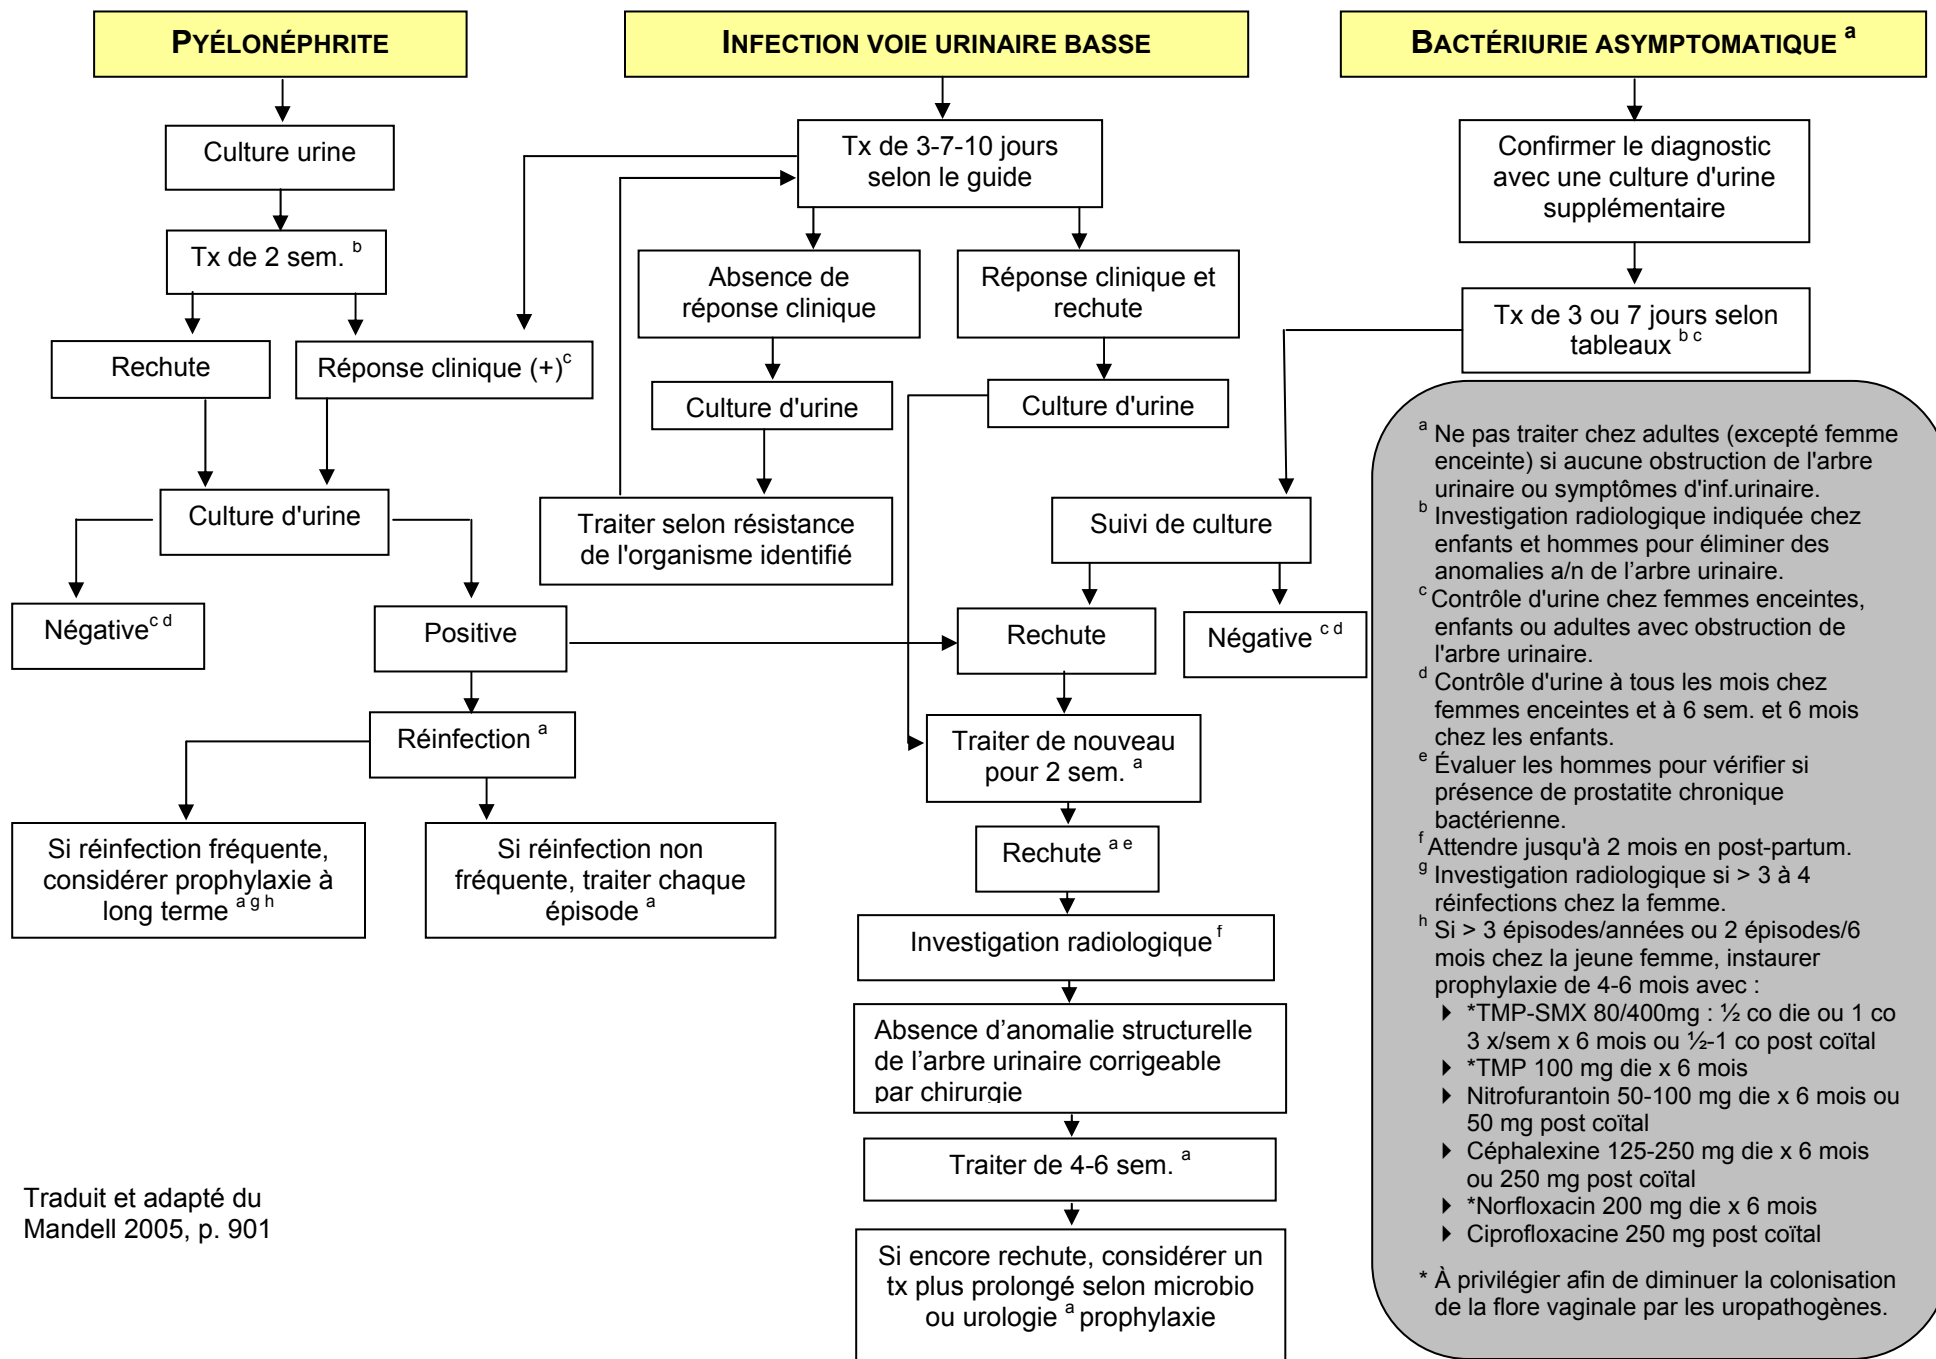 PYÉLONÉPHRITE
Culture urine
Tx de 2 sem. b
Rechute
Réponse clinique (+)c
Culture d'urine
Négative c d
Positive
Réinfection a
Si réinfection fréquente,
considérer prophylaxie à
long terme a g h
Si réinfection non
fréquente, traiter chaque
épisode a
INFECTION VOIE URINAIRE BASSE
Tx de 3-7-10 jours
selon le guide
Absence de
réponse clinique
Réponse clinique et
rechute
Culture d'urine
Culture d'urine
Traiter selon résistance
de l'organisme identifié
Suivi de culture
Rechute
Négative c d
Traiter de nouveau
pour 2 sem. a
Rechute a e
Investigation radiologique f
Absence d’anomalie structurelle
de l’arbre urinaire corrigeable
par chirurgie
Traiter de 4-6 sem. a
Si encore rechute, considérer un
tx plus prolongé selon microbio
ou urologie a prophylaxie
BACTÉRIURIE ASYMPTOMATIQUE a
Confirmer le diagnostic
avec une culture d'urine
supplémentaire
Tx de 3 ou 7 jours selon
tableaux b c
a Ne pas traiter chez adultes (excepté femme
enceinte) si aucune obstruction de l'arbre
urinaire ou symptômes d'inf.urinaire.
b Investigation radiologique indiquée chez
enfants et hommes pour éliminer des
anomalies a/n de l’arbre urinaire.
c Contrôle d'urine chez femmes enceintes,
enfants ou adultes avec obstruction de
l'arbre urinaire.
d Contrôle d'urine à tous les mois chez
femmes enceintes et à 6 sem. et 6 mois
chez les enfants.
e Évaluer les hommes pour vérifier si
présence de prostatite chronique
bactérienne.
f Attendre jusqu'à 2 mois en post-partum.
g Investigation radiologique si > 3 à 4
réinfections chez la femme.
h Si > 3 épisodes/années ou 2 épisodes/6
mois chez la jeune femme, instaurer
prophylaxie de 4-6 mois avec :
*TMP-SMX 80/400mg : ½ co die ou 1 co
3 x/sem x 6 mois ou ½-1 co post coïtal
*TMP 100 mg die x 6 mois
Nitrofurantoin 50-100 mg die x 6 mois ou
50 mg post coïtal
Céphalexine 125-250 mg die x 6 mois
ou 250 mg post coïtal
*Norfloxacin 200 mg die x 6 mois
Ciprofloxacine 250 mg post coïtal
* À privilégier afin de diminuer la colonisation
de la flore vaginale par les uropathogènes.
Traduit et adapté du
Mandell 2005, p. 901